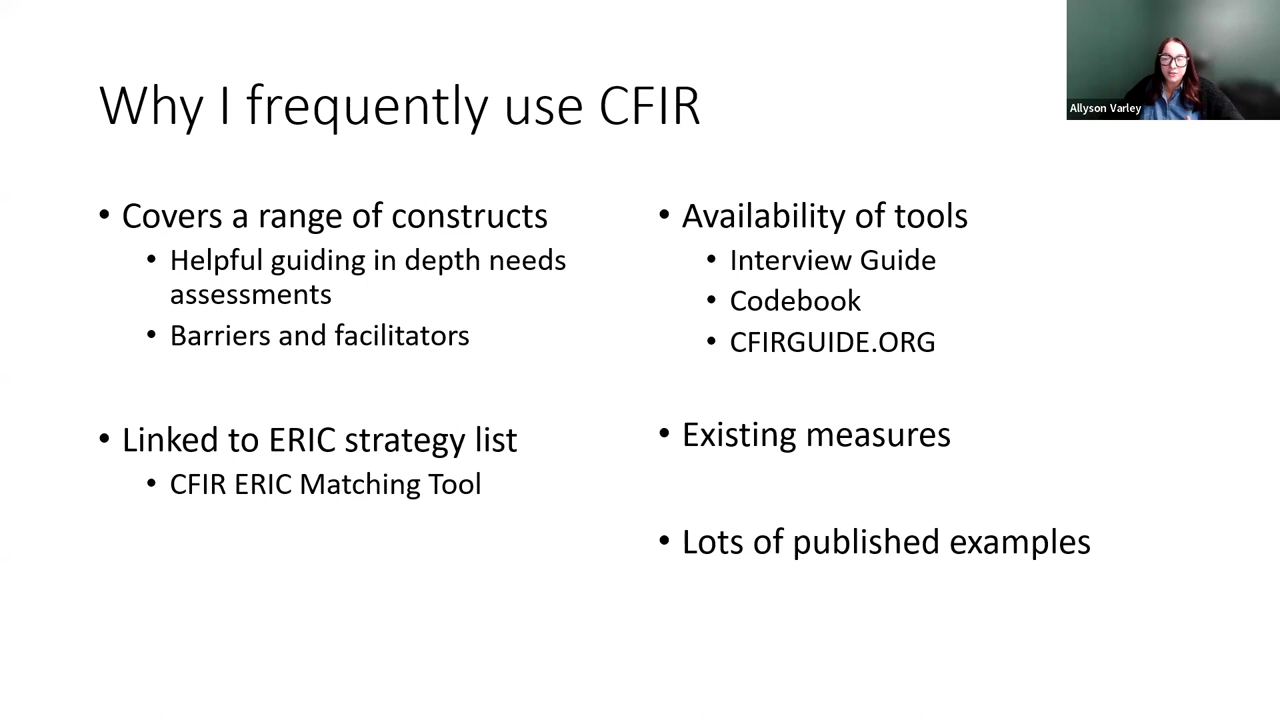 Why I frequently use CFIR
Allyson Varley
• Covers a range of constructs
• Helpful guiding in depth needs
assessments
• Barriers and facilitators
• Linked to ERIC strategy list
• CFIR ERIC Matching Tool
• Availability of tools
• Interview Guide
• Codebook
• CFIRGUIDE.ORG
• Existing measures
• Lots of published examples